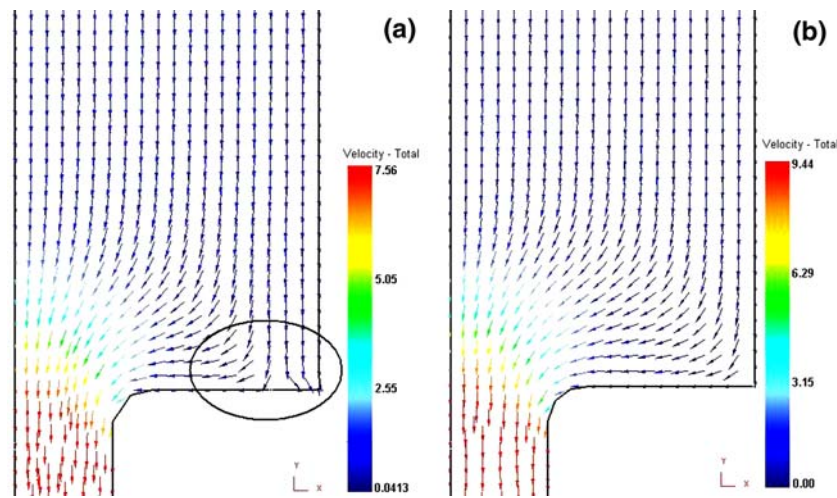 (a)
Velocity - Total
7.56
5.05
2.55
0.0413
Y
X
(b)
Velocity - Total
9.44
6.29
3.15
0.00
Y
X